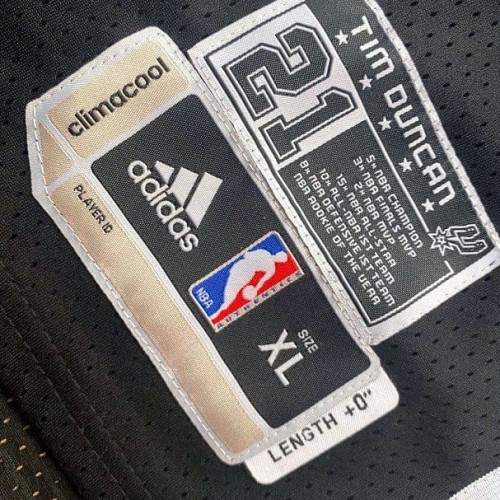 climacool
PLAYER ID
adidas
NBA
AUTHENTICS
SIZE
XL
LENGTH +0"
21
TIM DUNCAN
5x NBA CHAMPION
3x NBA FINALS MVP
2x NBA MVP
15x NBA ALLSTAR
10x ALL-NBA 1ST TEAM
8x NBA DEFENSIVE 1ST TEAM
NBA ROOKIE OF THE YEAR